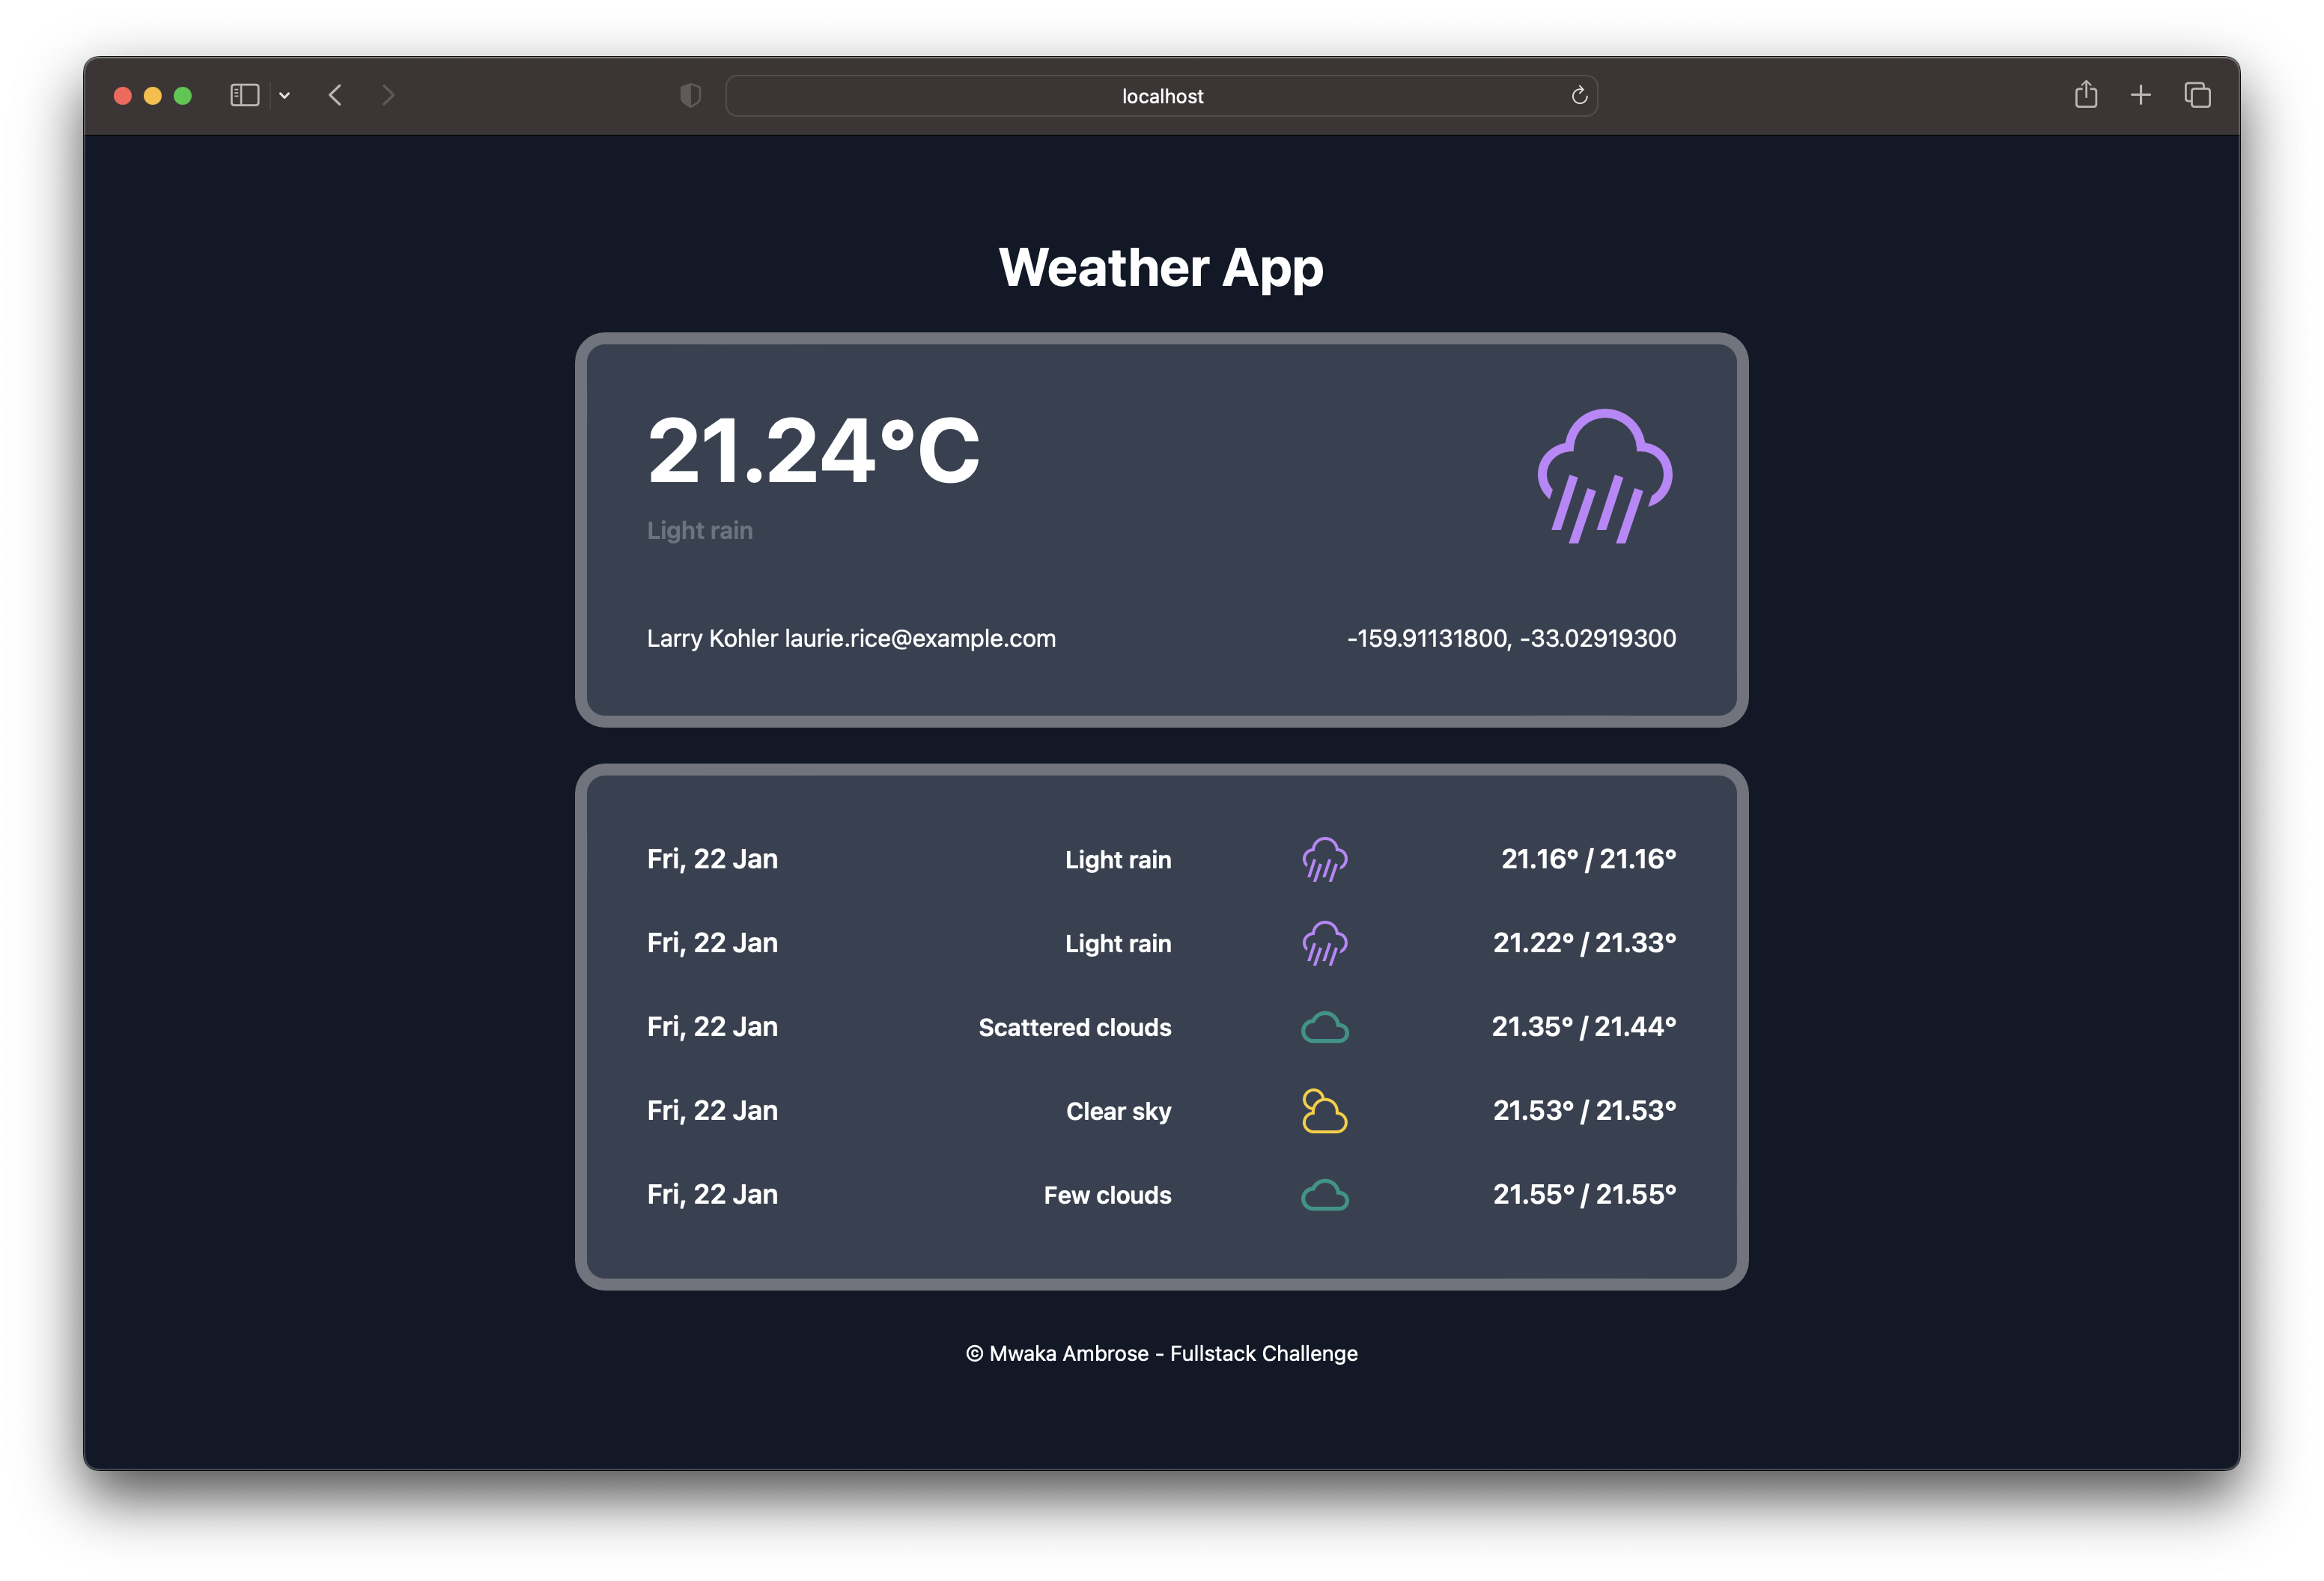 localhost
Weather App
21.24°C
Light rain
Larry Kohler laurie.rice@example.com -159.91131800, -33.02919300
Fri, 22 Jan Light rain 21.16° / 21.16°
Fri, 22 Jan Light rain 21.22° / 21.33°
Fri, 22 Jan Scattered clouds 21.35° / 21.44°
Fri, 22 Jan Clear sky 21.53° / 21.53°
Fri, 22 Jan Few clouds 21.55° / 21.55°
© Mwaka Ambrose - Fullstack Challenge